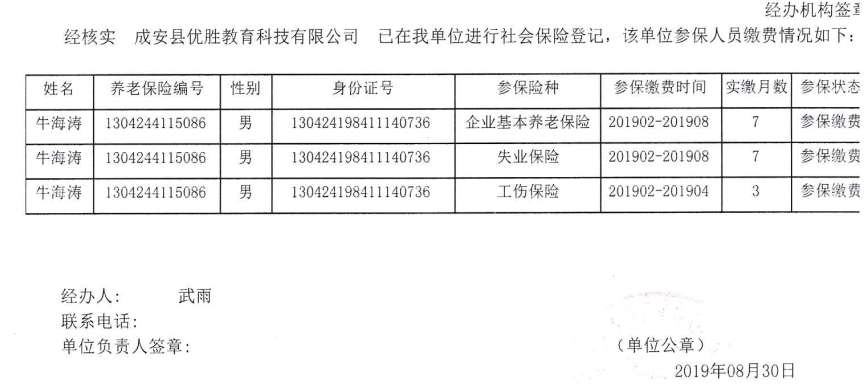 经办机构签章
经核实 成安县优胜教育科技有限公司 已在我单位进行社会保险登记，该单位参保人员缴费情况如下：
姓名 养老保险编号 性别 身份证号 参保险种 参保缴费时间 实缴月数 参保状态
牛海涛 1304244115086 男 130424198411140736 企业基本养老保险 201902-201908 7 参保缴费
牛海涛 1304244115086 男 130424198411140736 失业保险 201902-201908 7 参保缴费
牛海涛 1304244115086 男 130424198411140736 工伤保险 201902-201904 3 参保缴费
经办人： 武雨
联系电话：
单位负责人签章： （单位公章）
2019年08月30日